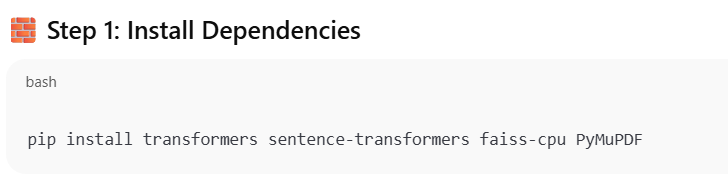 🧱 Step 1: Install Dependencies
bash
pip install transformers sentence-transformers faiss-cpu PyMuPDF